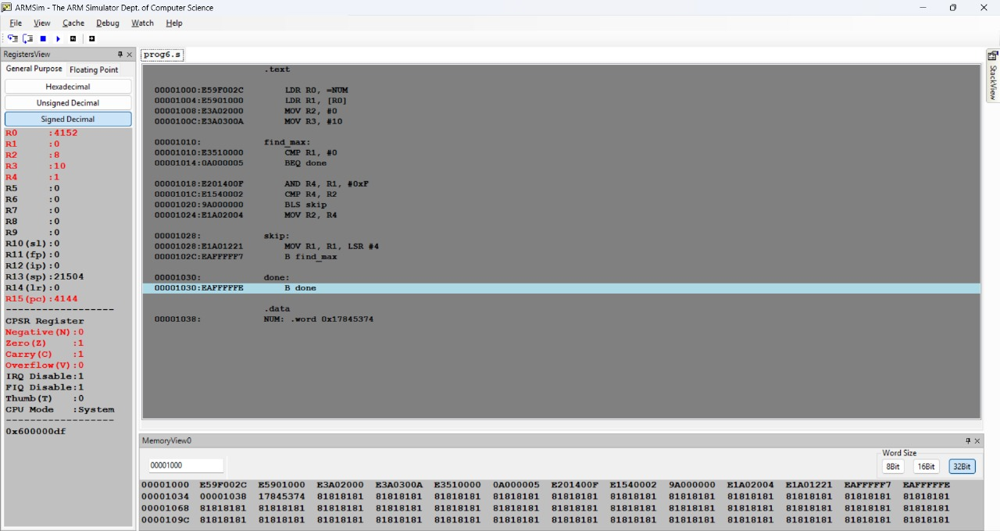 ARMSim - The ARM Simulator Dept. of Computer Science
File View Cache Debug Watch Help
RegistersView
General Purpose Floating Point
Hexadecimal
Unsigned Decimal
Signed Decimal
R0 :4152
R1 :0
R2 :8
R3 :10
R4 :1
R5 :0
R6 :0
R7 :0
R8 :0
R9 :0
R10(sl):0
R11(fp):0
R12(ip):0
R13(sp):21504
R14(lr):0
R15(pc):4144
-------------------
CPSR Register
Negative(N):0
Zero(Z) :1
Carry(C) :1
Overflow(V):0
IRQ Disable:1
FIQ Disable:1
Thumb(T) :0
CPU Mode :System
-------------------
0x600000df
prog6.s
.text
00001000:E59F002C LDR R0, =NUM
00001004:E5901000 LDR R1, [R0]
00001008:E3A02000 MOV R2, #0
0000100C:E3A0300A MOV R3, #10
00001010: find_max:
00001010:E3510000 CMP R1, #0
00001014:0A000005 BEQ done
00001018:E201400F AND R4, R1, #0xF
0000101C:E1540002 CMP R4, R2
00001020:9A000000 BLS skip
00001024:E1A02004 MOV R2, R4
00001028: skip:
00001028:E1A01221 MOV R1, R1, LSR #4
0000102C:EAFFFFF7 B find_max
00001030: done:
00001030:EAFFFFFE B done
.data
00001038: NUM: .word 0x17845374
StackView
MemoryView0
00001000
Word Size
8Bit 16Bit 32Bit
00001000 E59F002C E5901000 E3A02000 E3A0300A E3510000 0A000005 E201400F E1540002 9A000000 E1A02004 E1A01221 EAFFFFF7 EAFFFFFE
00001034 00001038 17845374 81818181 81818181 81818181 81818181 81818181 81818181 81818181 81818181 81818181 81818181 81818181
00001068 81818181 81818181 81818181 81818181 81818181 81818181 81818181 81818181 81818181 81818181 81818181 81818181 81818181
0000109C 81818181 81818181 81818181 81818181 81818181 81818181 81818181 81818181 81818181 81818181 81818181 81818181 81818181